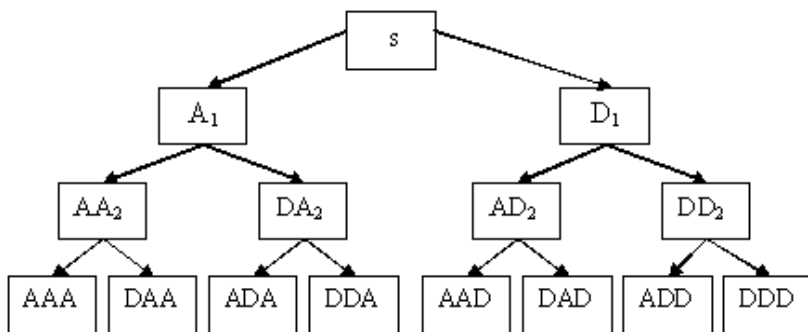 s
A₁ D₁
AA₂ DA₂ AD₂ DD₂
AAA DAA ADA DDA AAD DAD ADD DDD